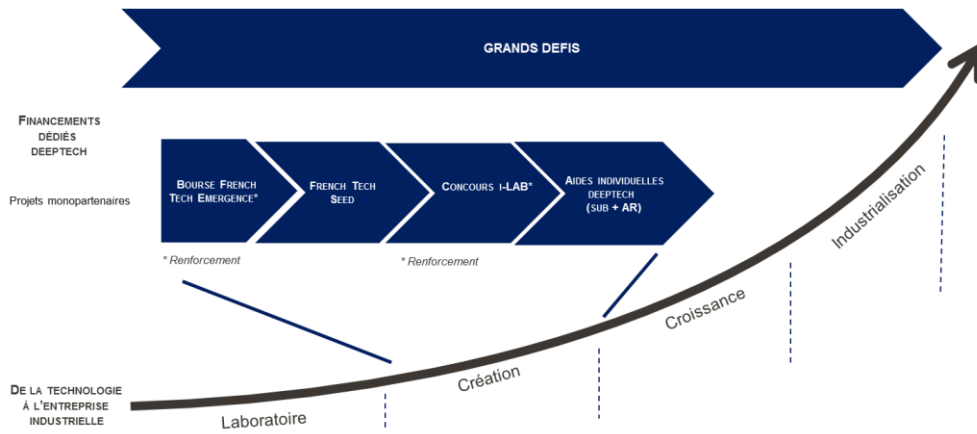 GRANDS DEFIS
FINANCEMENTS
DÉDIÉS
DEEPTECH
Projets monopartenaires
BOURSE FRENCH
TECH EMERGENCE*
FRENCH TECH
SEED
CONCOURS I-LAB*
AIDES INDIVIDUELLES
DEEPTECH
(SUB + AR)
* Renforcement
* Renforcement
DE LA TECHNOLOGIE
À L'ENTREPRISE
INDUSTRIELLE
Laboratoire
Création
Croissance
Industrialisation